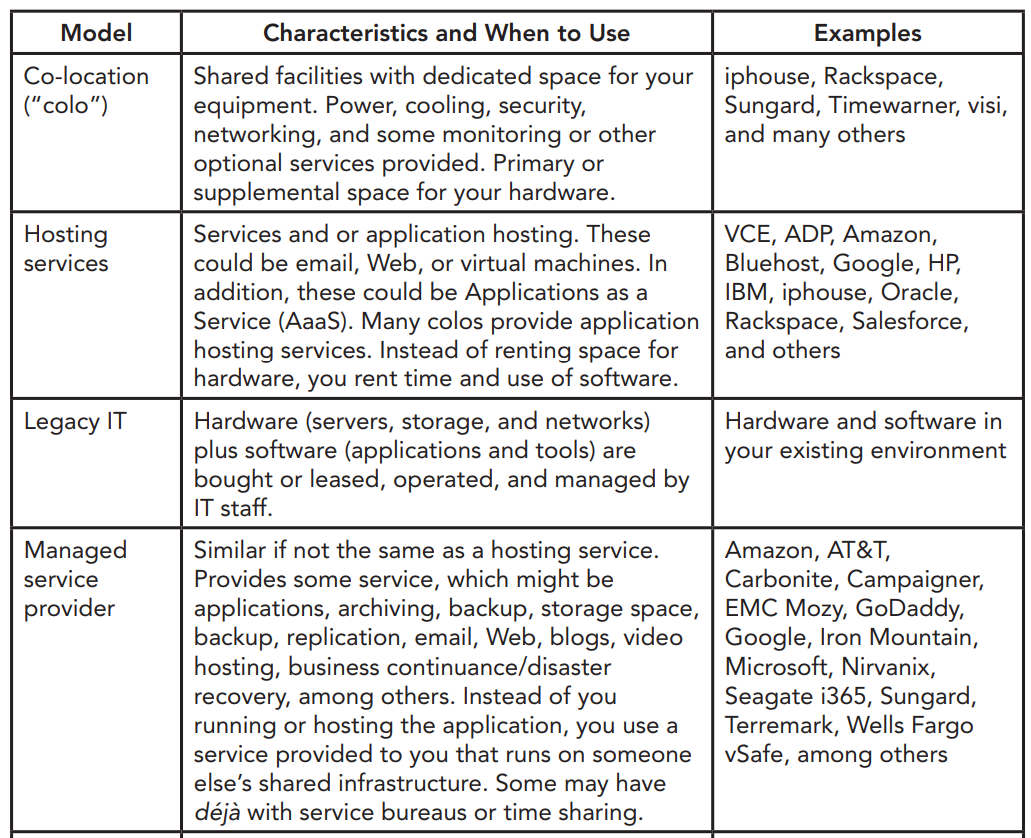 Model
Characteristics and When to Use
Examples
Co-location
(“colo”)
Shared facilities with dedicated space for your
equipment. Power, cooling, security,
networking, and some monitoring or other
optional services provided. Primary or
supplemental space for your hardware.
iphouse, Rackspace,
Sungard, Timewarner, visi,
and many others
Hosting
services
Services and or application hosting. These
could be email, Web, or virtual machines. In
addition, these could be Applications as a
Service (AaaS). Many colos provide application
hosting services. Instead of renting space for
hardware, you rent time and use of software.
VCE, ADP, Amazon,
Bluehost, Google, HP,
IBM, iphouse, Oracle,
Rackspace, Salesforce,
and others
Legacy IT
Hardware (servers, storage, and networks)
plus software (applications and tools) are
bought or leased, operated, and managed by
IT staff.
Hardware and software in
your existing environment
Managed
service
provider
Similar if not the same as a hosting service.
Provides some service, which might be
applications, archiving, backup, storage space,
backup, replication, email, Web, blogs, video
hosting, business continuance/disaster
recovery, among others. Instead of you
running or hosting the application, you use a
service provided to you that runs on someone
else’s shared infrastructure. Some may have
déjà with service bureaus or time sharing.
Amazon, AT&T,
Carbonite, Campaigner,
EMC Mozy, GoDaddy,
Google, Iron Mountain,
Microsoft, Nirvanix,
Seagate i365, Sungard,
Terremark, Wells Fargo
vSafe, among others